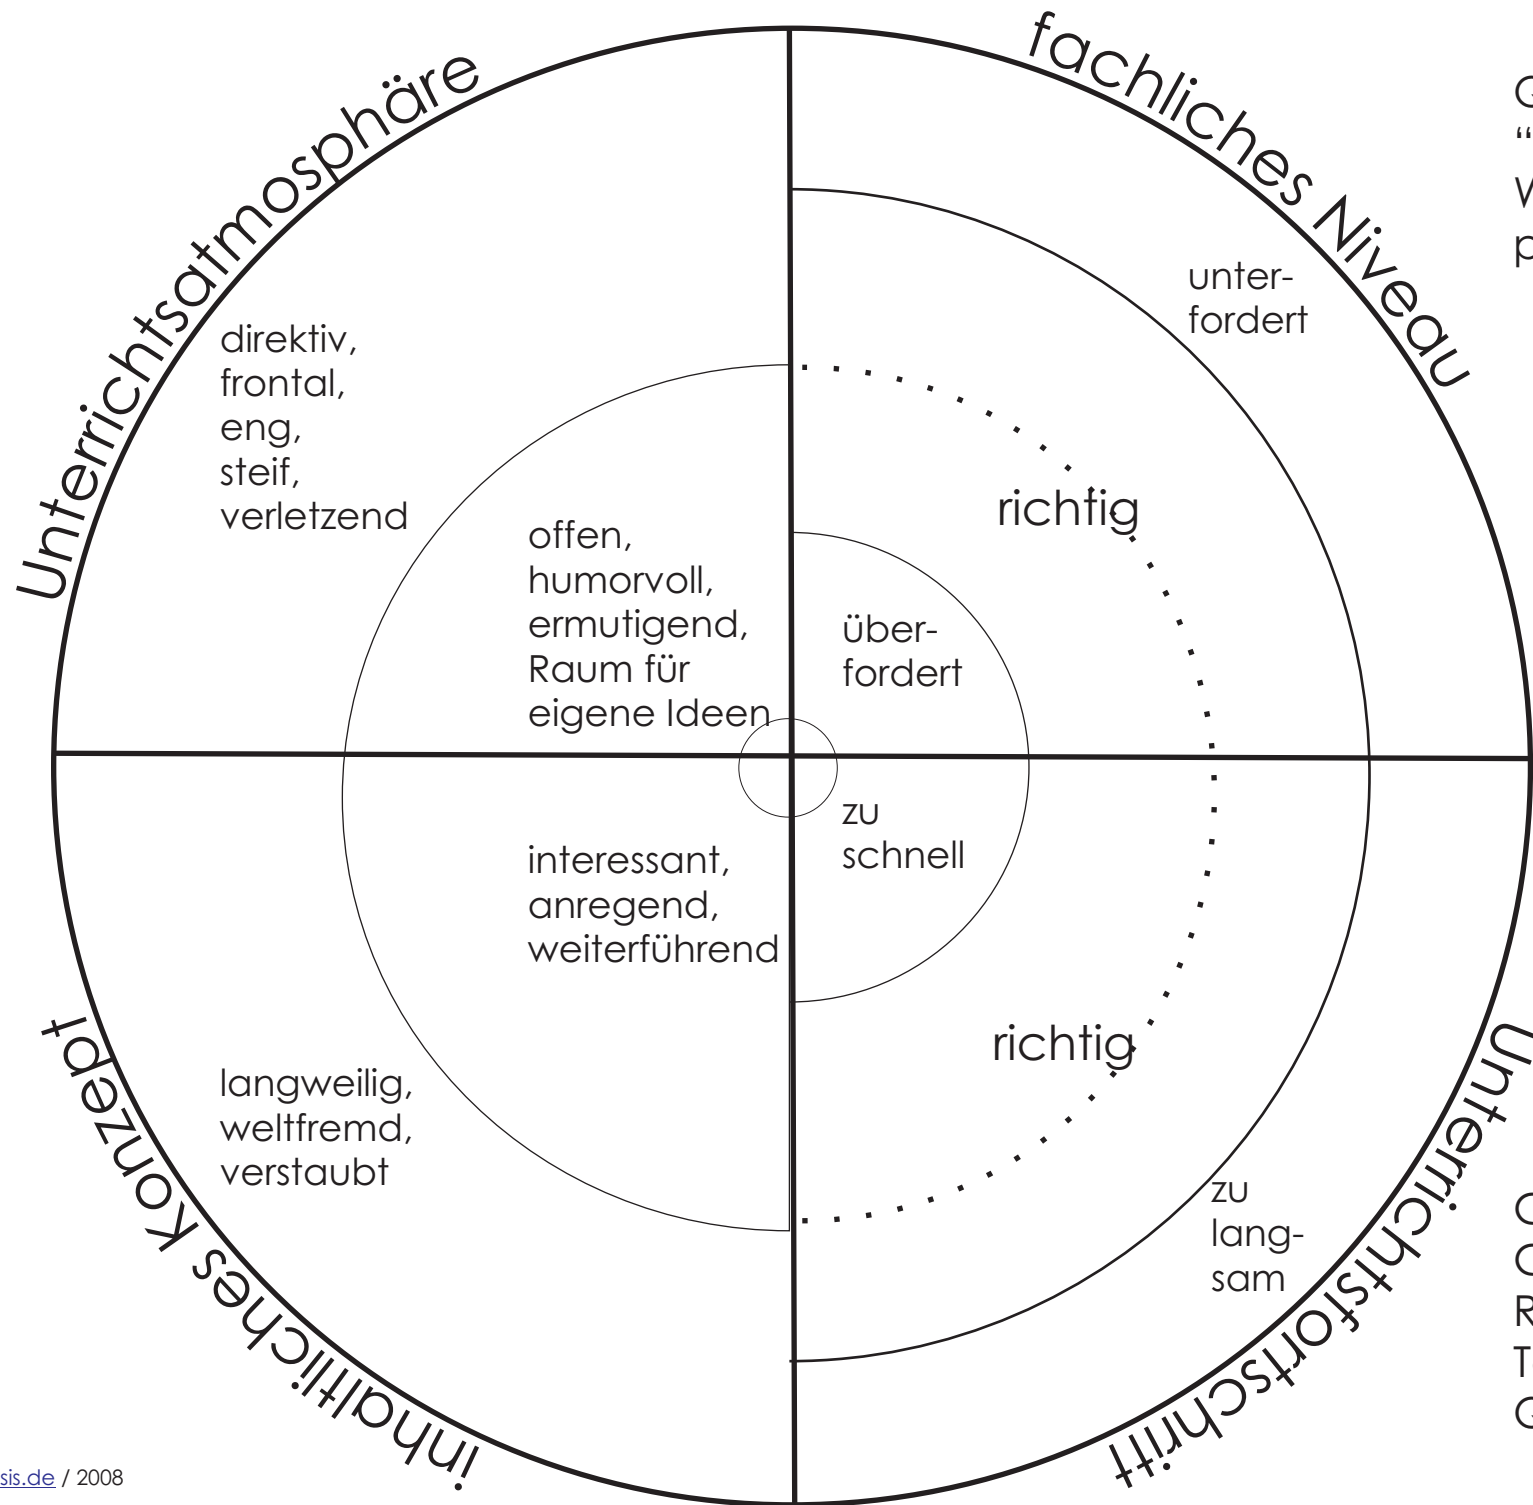 Unterrichtsatmosphäre
fachliches Niveau
direktiv,
frontal,
eng,
steif,
verletzend
offen,
humorvoll,
ermutigend,
Raum für
eigene Ideen
unter-
fordert
richtig
über-
fordert
interessant,
anregend,
weiterführend
langweilig,
weltfremd,
verstaubt
zu
schnell
richtig
zu
lang-
sam
inhaltliches Konzept
Unterrichtsfortschritt
sis.de / 2008